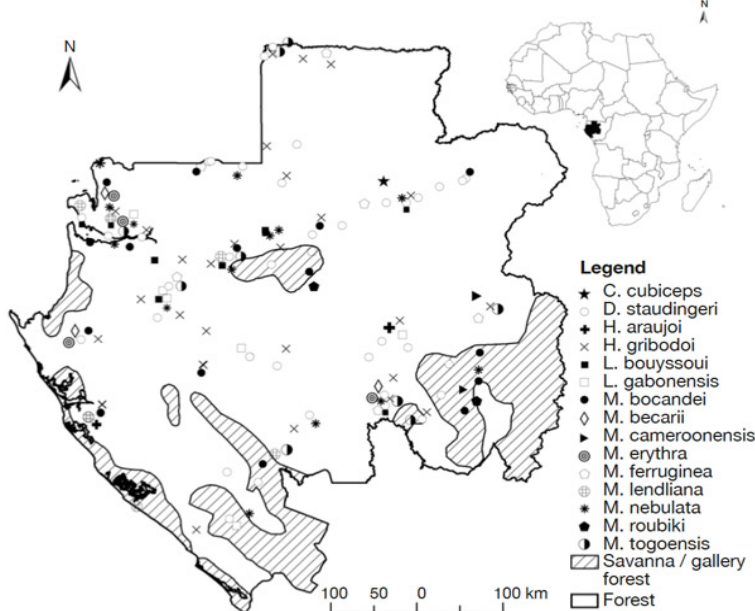 N
N
Legend
C. cubiceps
D. staudingeri
H. araujoi
H. gribodoi
L. bouyssoui
L. gabonensis
M. bocandei
M. becarii
M. cameroonensis
M. erythra
M. ferruginea
M. lendliana
M. nebulata
M. roubiki
M. togoensis
Savanna / gallery
forest
Forest
100 50 0 100 km